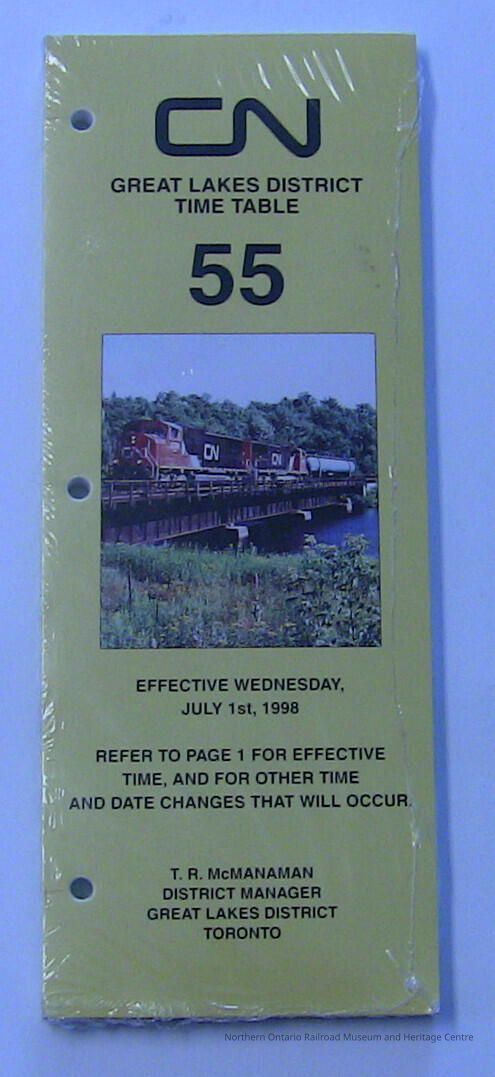 CN
GREAT LAKES DISTRICT
TIME TABLE
55
CN
CN
EFFECTIVE WEDNESDAY,
JULY 1st, 1998
REFER TO PAGE 1 FOR EFFECTIVE
TIME, AND FOR OTHER TIME
AND DATE CHANGES THAT WILL OCCUR.
T. R. McMANAMAN
DISTRICT MANAGER
GREAT LAKES DISTRICT
TORONTO
Northern Ontario Railroad Museum and Heritage Centre